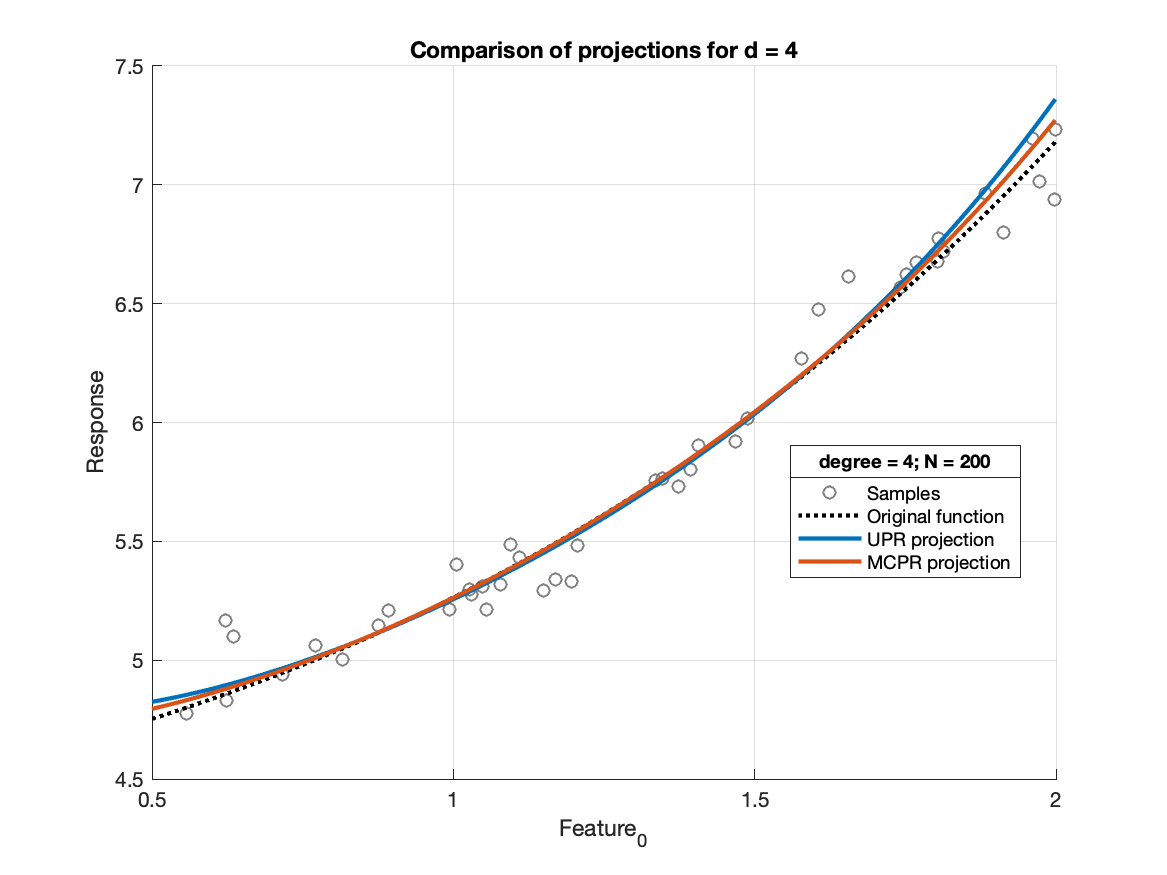 Comparison of projections for d = 4
7.5
7
6.5
6
5.5
5
4.5
Response
degree = 4; N = 200
Samples
Original function
UPR projection
MCPR projection
0.5
1
1.5
2
Feature0